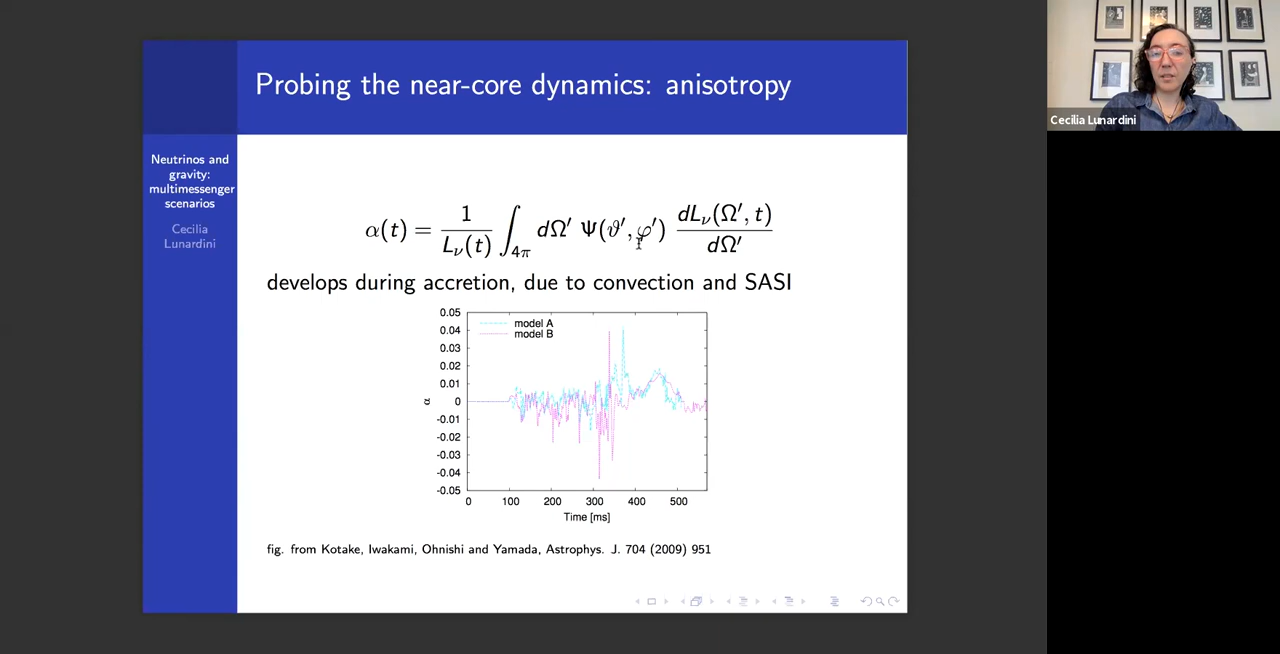 Probing the near-core dynamics: anisotropy
Neutrinos and
gravity:
multimessenger
scenarios
Cecilia
Lunardini
α(t) = 1/L_ν(t) ∫_4π dΩ′ Ψ(ϑ′, φ′) dL_ν(Ω′, t)/dΩ′
develops during accretion, due to convection and SASI
model A
model B
0.05
0.04
0.03
0.02
0.01
0
-0.01
-0.02
-0.03
-0.04
-0.05
α
0 100 200 300 400 500
Time [ms]
fig. from Kotake, Iwakami, Ohnishi and Yamada, Astrophys. J. 704 (2009) 951
Cecilia Lunardini